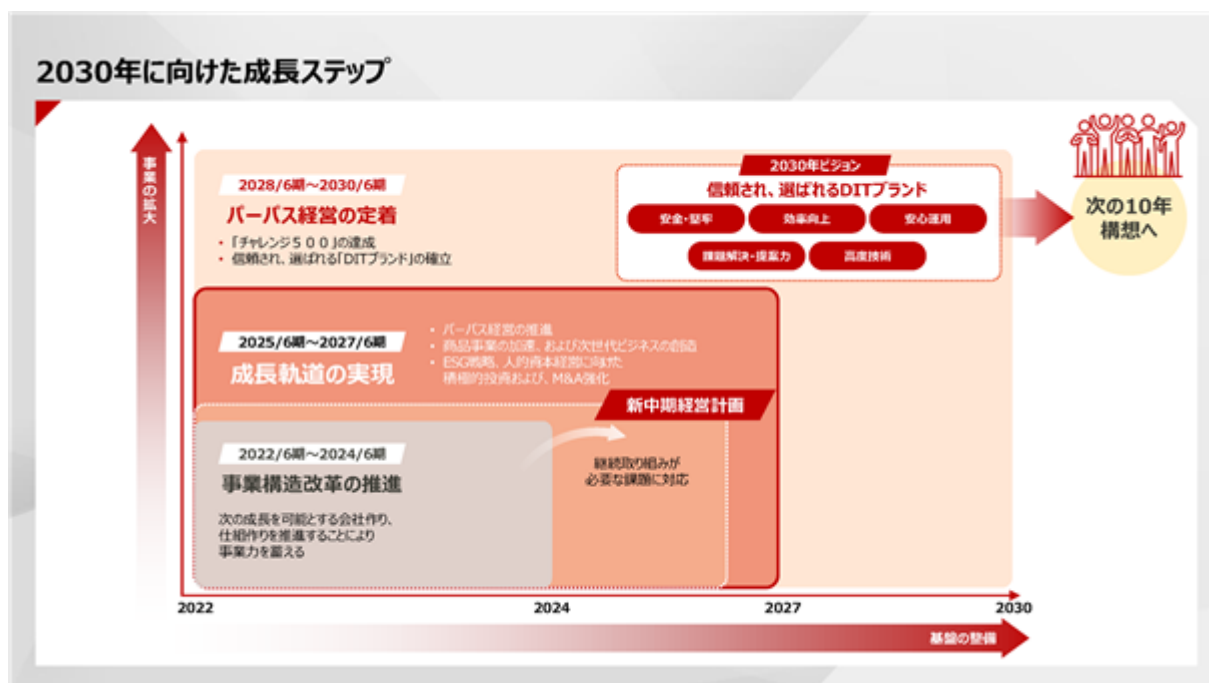 2030年に向けた成長ステップ
事業の拡大
2028/6期～2030/6期
パーパス経営の定着
• 「チャレンジ500」の達成
• 信頼され、選ばれる「DITブランド」の確立
2030年ビジョン
信頼され、選ばれるDITブランド
安全・堅牢
効率向上
安心運用
課題解決・提案力
高度技術
次の10年
構想へ
2025/6期～2027/6期
成長軌道の実現
• パーパス経営の推進
• 商品事業の加速、および次世代ビジネスの創造
• ESG戦略、人的資本経営に向けた
積極的投資および、M&A強化
新中期経営計画
2022/6期～2024/6期
事業構造改革の推進
次の成長を可能とする会社作り、
仕組作りを推進することにより
事業力を蓄える
継続取り組みが
必要な課題に対応
2022
2024
2027
2030
基盤の整備